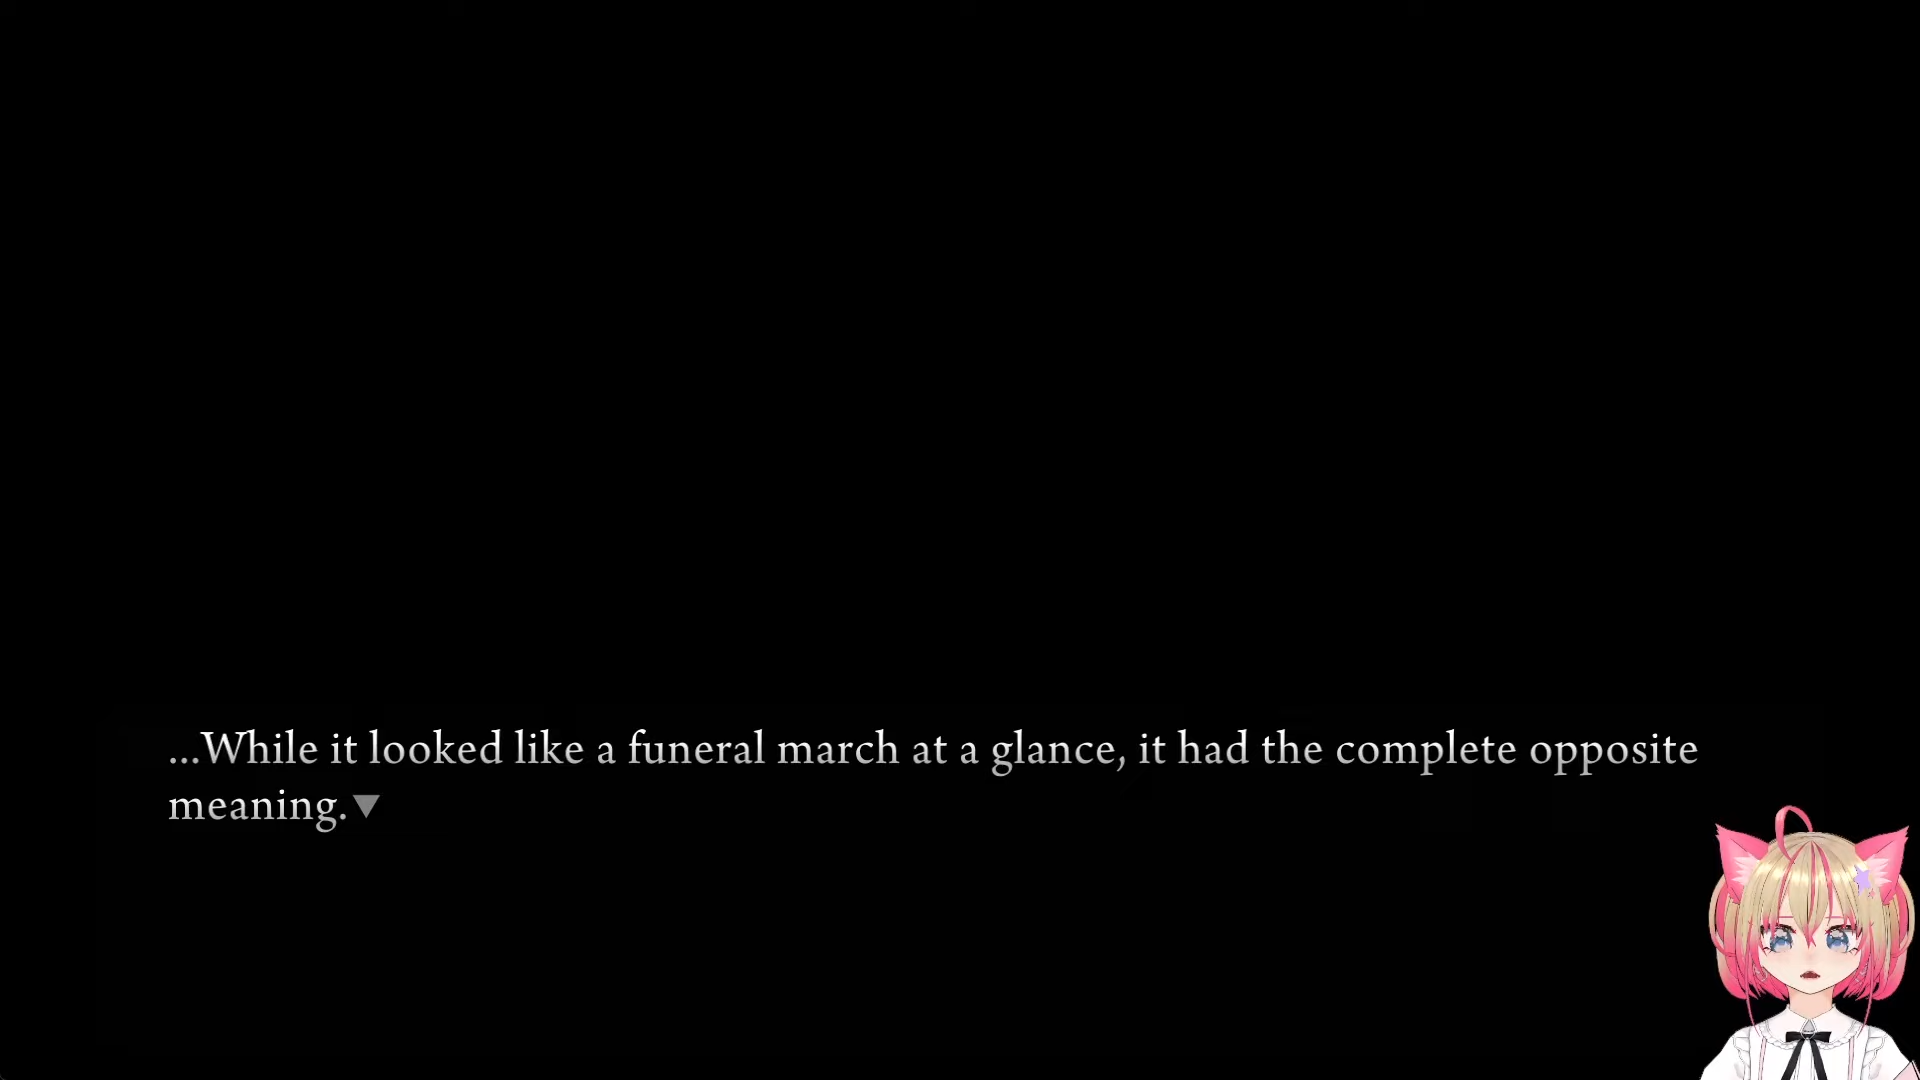 ...While it looked like a funeral march at a glance, it had the complete opposite
meaning.